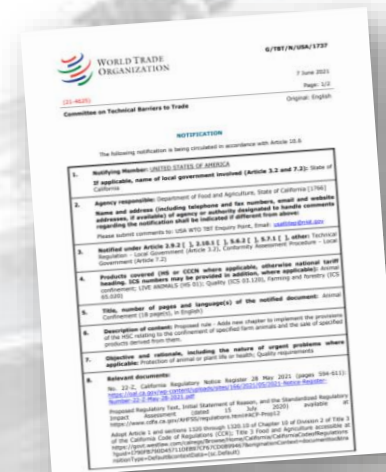 G/TBT/N/USA/1737
WORLD TRADE
ORGANIZATION
7 June 2021
(21-4625)
Page: 1/2
Committee on Technical Barriers to Trade
Original: English
NOTIFICATION
The following notification is being circulated in accordance with Article 10.6
1. Notifying Member: UNITED STATES OF AMERICA
If applicable, name of local government involved (Article 3.2 and 7.2): State of
California
2. Agency responsible: Department of Food and Agriculture, State of California [1766]
Name and address (including telephone and fax numbers, email and website
addresses, if available) of agency or authority designated to handle comments
regarding the notification shall be indicated if different from above:
Please submit comments to: USA WTO TBT Enquiry Point, Email: usatbtep@nist.gov
3. Notified under Article 2.9.2 [ ], 2.10.1 [ ], 5.6.2 [ ], 5.7.1 [ ], other: Technical
Regulation - Local Government (Article 3.2), Conformity Assessment Procedure - Local
Government (Article 7.2)
4. Products covered (HS or CCCN where applicable, otherwise national tariff
heading. ICS numbers may be provided in addition, where applicable): Animal
confinement; LIVE ANIMALS (HS 01); Quality (ICS 03.120), Farming and forestry (ICS
65.020)
5. Title, number of pages and language(s) of the notified document: Animal
Confinement (18 page(s), in English)
6. Description of content: Proposed rule - Adds new chapter to implement the provisions
of the HSC relating to the confinement of specified farm animals and the sale of specified
products derived from them.
7. Objective and rationale, including the nature of urgent problems where
applicable: Protection of animal or plant life or health; Quality requirements
8. Relevant documents:
No. 22-Z, California Regulatory Notice Register 28 May 2021 (pages 594-611):
Proposed Regulatory Text, Initial Statement of Reason, and the Standardized Regulatory
Impact Assessment (dated 15 July 2020) available at
Adopt Article 1 and sections 1320 through 1320.10 of Chapter 10 of Division 2 of Title 3
of the California Code of Regulations (CCR). Title 3 Food and Agriculture accessible at